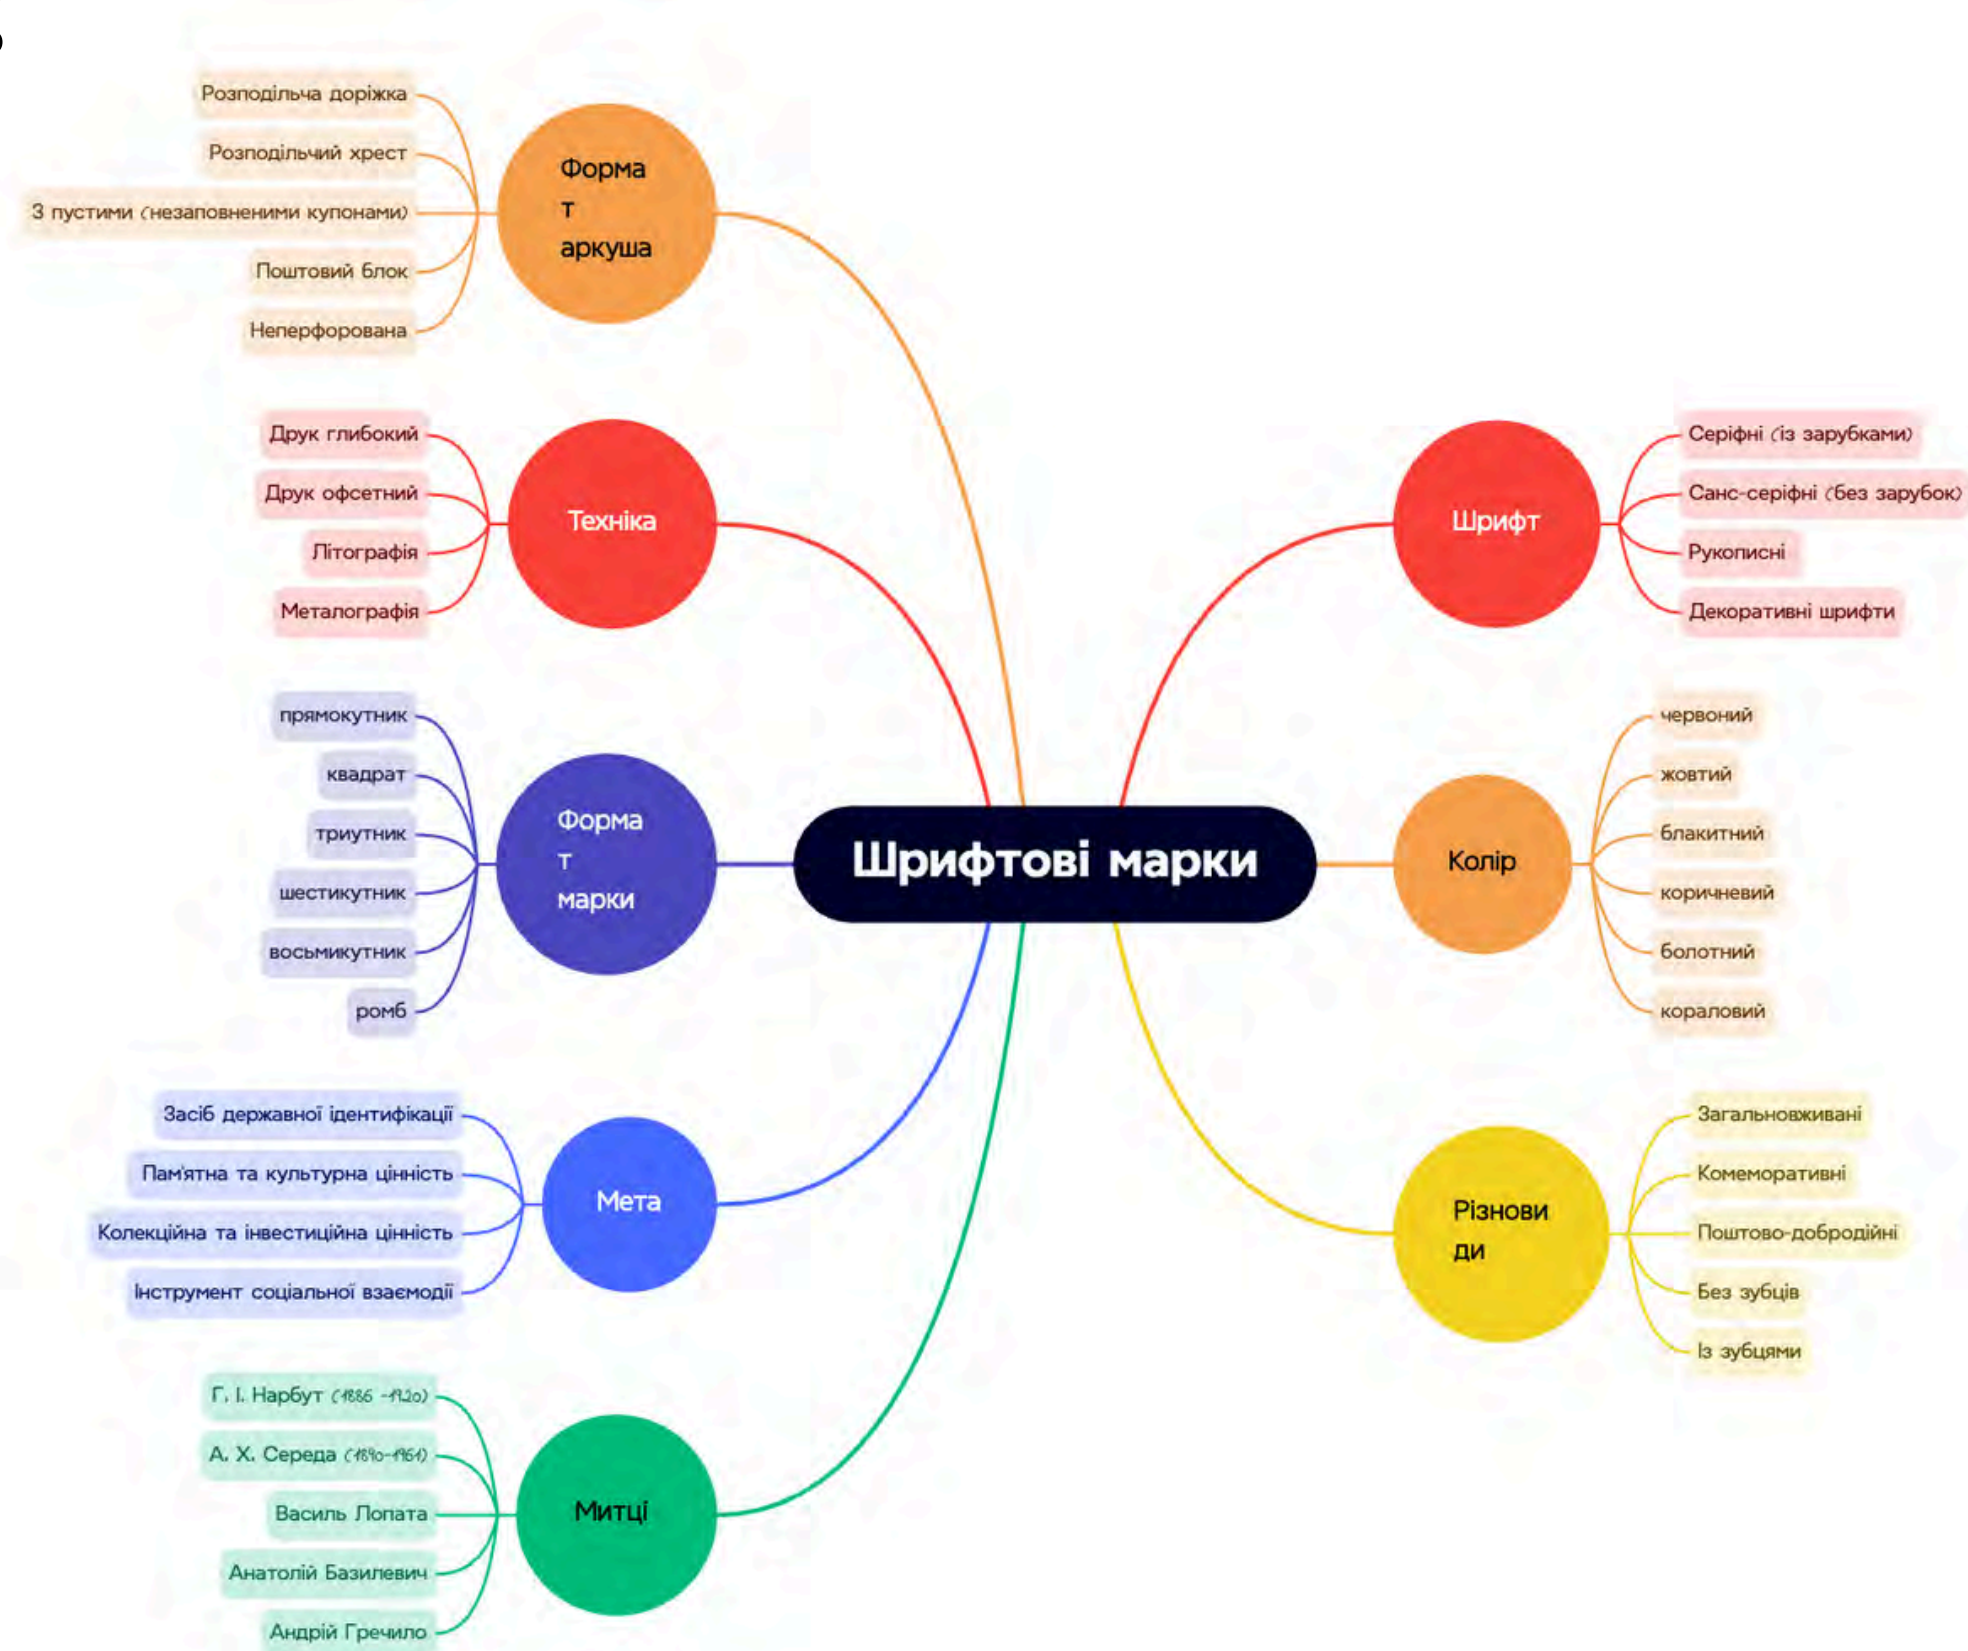 Розподільча доріжка
Розподільчий хрест
З пустими (незаповненими купонами)
Поштовий блок
Неперфорована
Форма
т
аркуша
Друк глибокий
Друк офсетний
Літографія
Металографія
Техніка
прямокутник
квадрат
триутник
шестикутник
восьмикутник
ромб
Форма
т
марки
Засіб державної ідентифікації
Пам'ятна та культурна цінність
Колекційна та інвестиційна цінність
Інструмент соціальної взаємодії
Мета
Г. І. Нарбут (1886 -1920)
А. Х. Середа (1890-1961)
Василь Лопата
Анатолій Базилевич
Андрій Гречило
Митці
Шрифтові марки
Шрифт
Серіфні (із зарубками)
Санс-серіфні (без зарубок)
Рукописні
Декоративні шрифти
Колір
червоний
жовтий
блакитний
коричневий
болотний
кораловий
Різнови
ди
Загальновживані
Комеморативні
Поштово-добродійні
Без зубців
Із зубцями